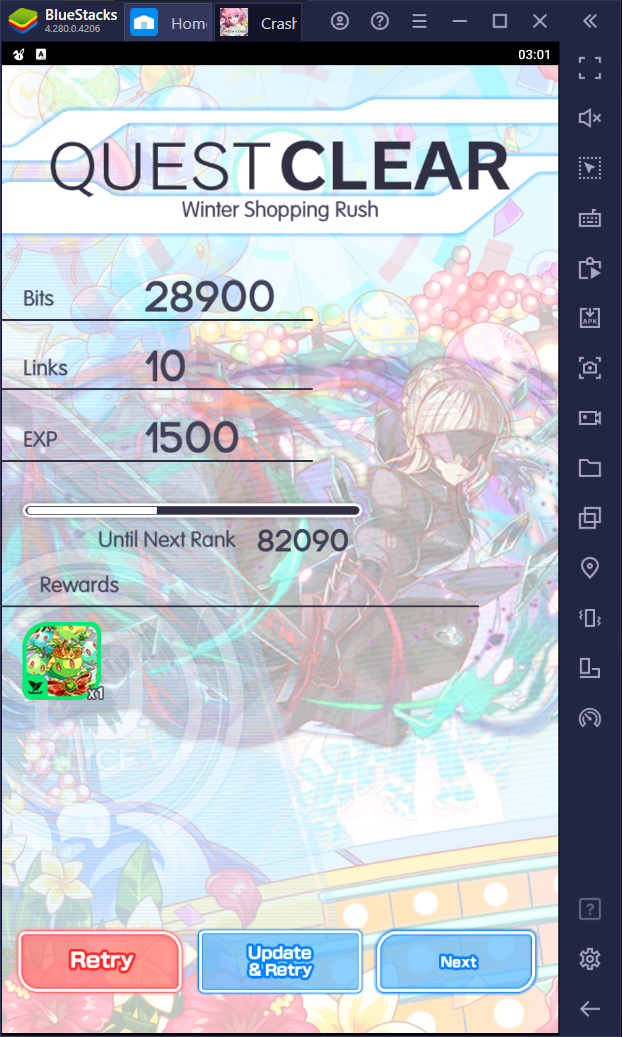 BlueStacks
4.280.0.4206
Home
Crash
A
03:01
QUEST CLEAR
Winter Shopping Rush
Bits 28900
Links 10
EXP 1500
Until Next Rank 82090
Rewards
x1
APK
Retry
Update
& Retry
Next
?